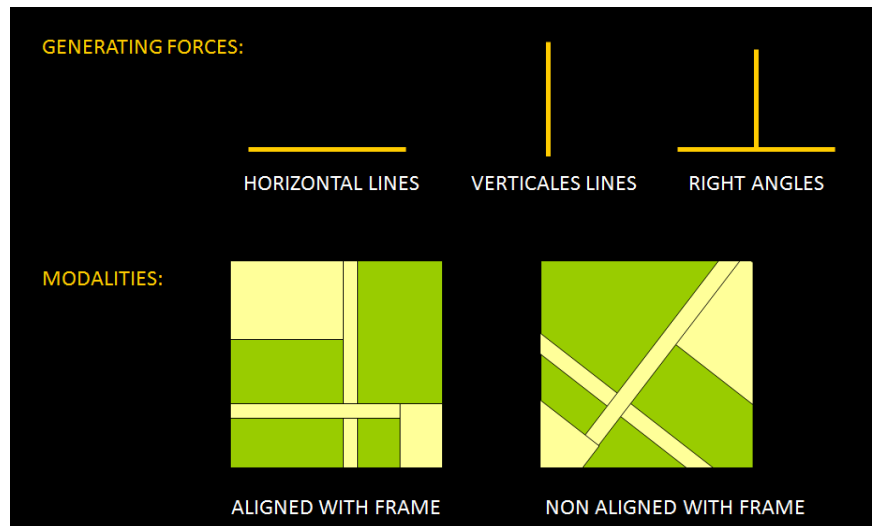 GENERATING FORCES:
HORIZONTAL LINES
VERTICALES LINES
RIGHT ANGLES
MODALITIES:
ALIGNED WITH FRAME
NON ALIGNED WITH FRAME